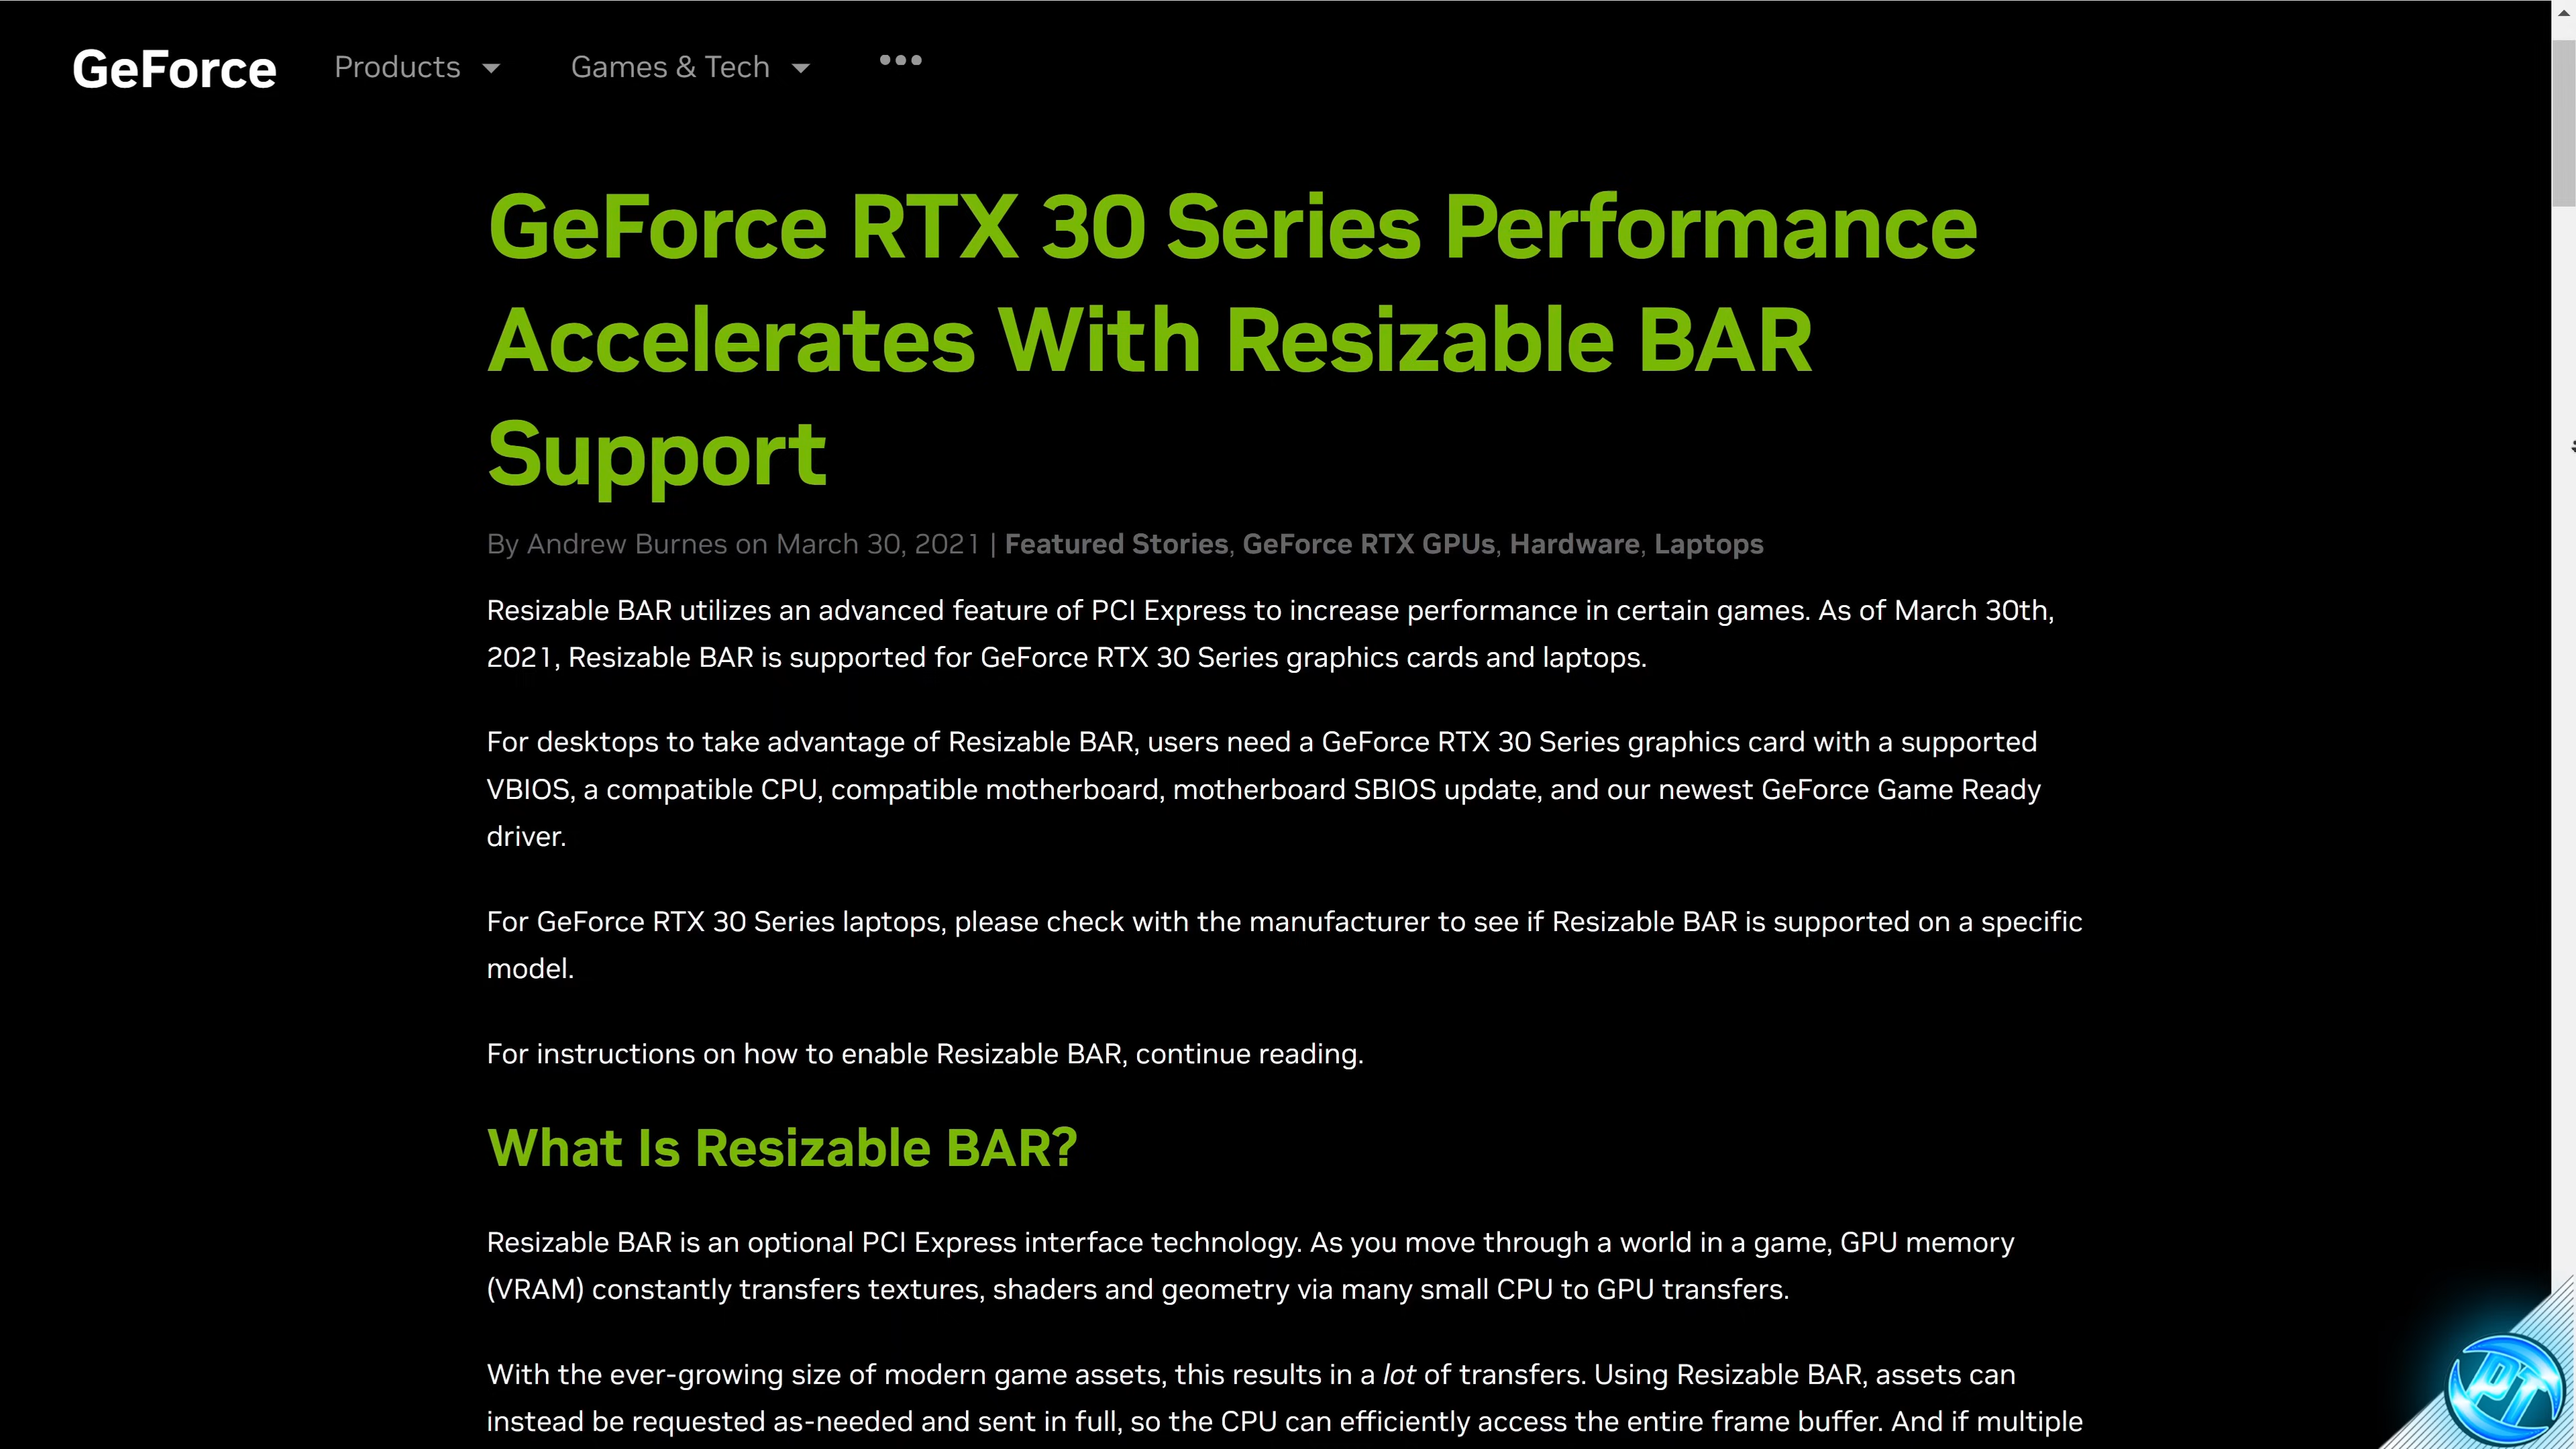 GeForce
Products
Games & Tech
•••
GeForce RTX 30 Series Performance
Accelerates With Resizable BAR
Support
By Andrew Burnes on March 30, 2021 | Featured Stories, GeForce RTX GPUs, Hardware, Laptops
Resizable BAR utilizes an advanced feature of PCI Express to increase performance in certain games. As of March 30th,
2021, Resizable BAR is supported for GeForce RTX 30 Series graphics cards and laptops.
For desktops to take advantage of Resizable BAR, users need a GeForce RTX 30 Series graphics card with a supported
VBIOS, a compatible CPU, compatible motherboard, motherboard SBIOS update, and our newest GeForce Game Ready
driver.
For GeForce RTX 30 Series laptops, please check with the manufacturer to see if Resizable BAR is supported on a specific
model.
For instructions on how to enable Resizable BAR, continue reading.
What Is Resizable BAR?
Resizable BAR is an optional PCI Express interface technology. As you move through a world in a game, GPU memory
(VRAM) constantly transfers textures, shaders and geometry via many small CPU to GPU transfers.
With the ever-growing size of modern game assets, this results in a lot of transfers. Using Resizable BAR, assets can
instead be requested as-needed and sent in full, so the CPU can efficiently access the entire frame buffer. And if multiple
PT